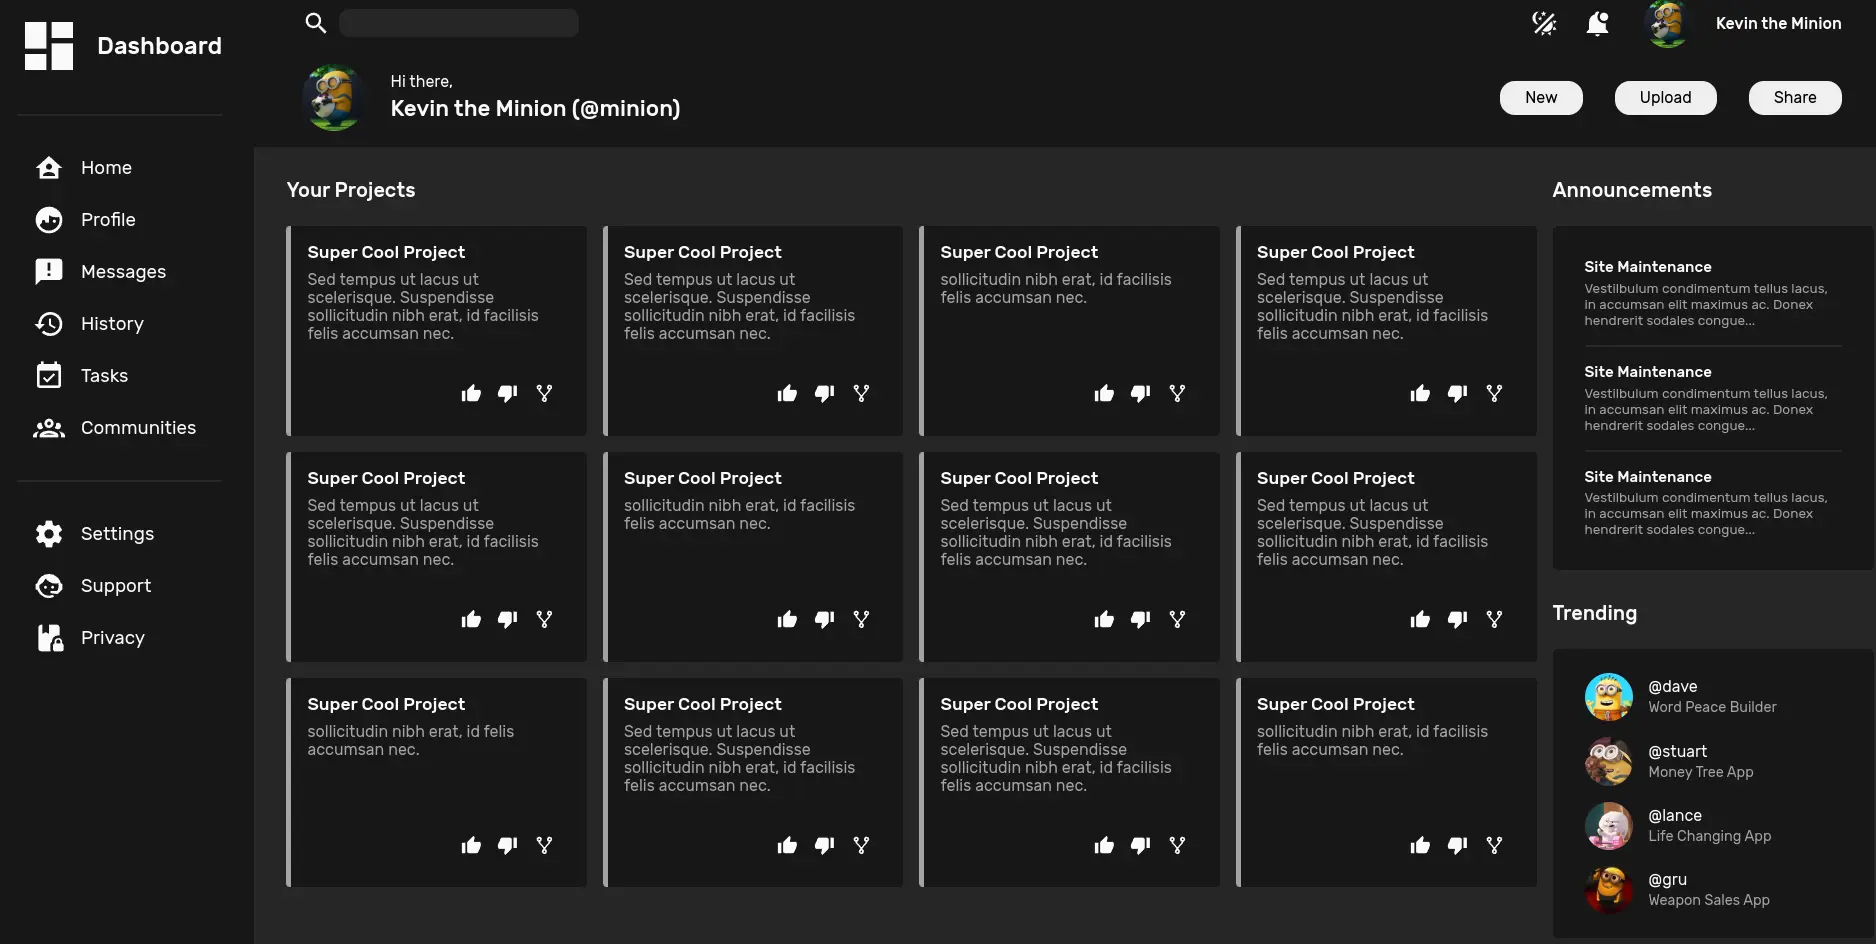 Dashboard
Kevin the Minion
Hi there,
Kevin the Minion (@minion)
New
Upload
Share
Home
Profile
Messages
History
Tasks
Communities
Settings
Support
Privacy
Your Projects
Super Cool Project
Sed tempus ut lacus ut
scelerisque. Suspendisse
sollicitudin nibh erat, id facilisis
felis accumsan nec.
Super Cool Project
Sed tempus ut lacus ut
scelerisque. Suspendisse
sollicitudin nibh erat, id facilisis
felis accumsan nec.
Super Cool Project
sollicitudin nibh erat, id facilisis
felis accumsan nec.
Super Cool Project
Sed tempus ut lacus ut
scelerisque. Suspendisse
sollicitudin nibh erat, id facilisis
felis accumsan nec.
Super Cool Project
Sed tempus ut lacus ut
scelerisque. Suspendisse
sollicitudin nibh erat, id facilisis
felis accumsan nec.
Super Cool Project
sollicitudin nibh erat, id facilisis
felis accumsan nec.
Super Cool Project
Sed tempus ut lacus ut
scelerisque. Suspendisse
sollicitudin nibh erat, id facilisis
felis accumsan nec.
Super Cool Project
Sed tempus ut lacus ut
scelerisque. Suspendisse
sollicitudin nibh erat, id facilisis
felis accumsan nec.
Super Cool Project
sollicitudin nibh erat, id felis
accumsan nec.
Super Cool Project
Sed tempus ut lacus ut
scelerisque. Suspendisse
sollicitudin nibh erat, id facilisis
felis accumsan nec.
Super Cool Project
Sed tempus ut lacus ut
scelerisque. Suspendisse
sollicitudin nibh erat, id facilisis
felis accumsan nec.
Super Cool Project
sollicitudin nibh erat, id facilisis
felis accumsan nec.
Announcements
Site Maintenance
Vestilbulum condimentum tellus lacus,
in accumsan elit maximus ac. Donex
hendrerit sodales congue...
Site Maintenance
Vestilbulum condimentum tellus lacus,
in accumsan elit maximus ac. Donex
hendrerit sodales congue...
Site Maintenance
Vestilbulum condimentum tellus lacus,
in accumsan elit maximus ac. Donex
hendrerit sodales congue...
Trending
@dave
Word Peace Builder
@stuart
Money Tree App
@lance
Life Changing App
@gru
Weapon Sales App